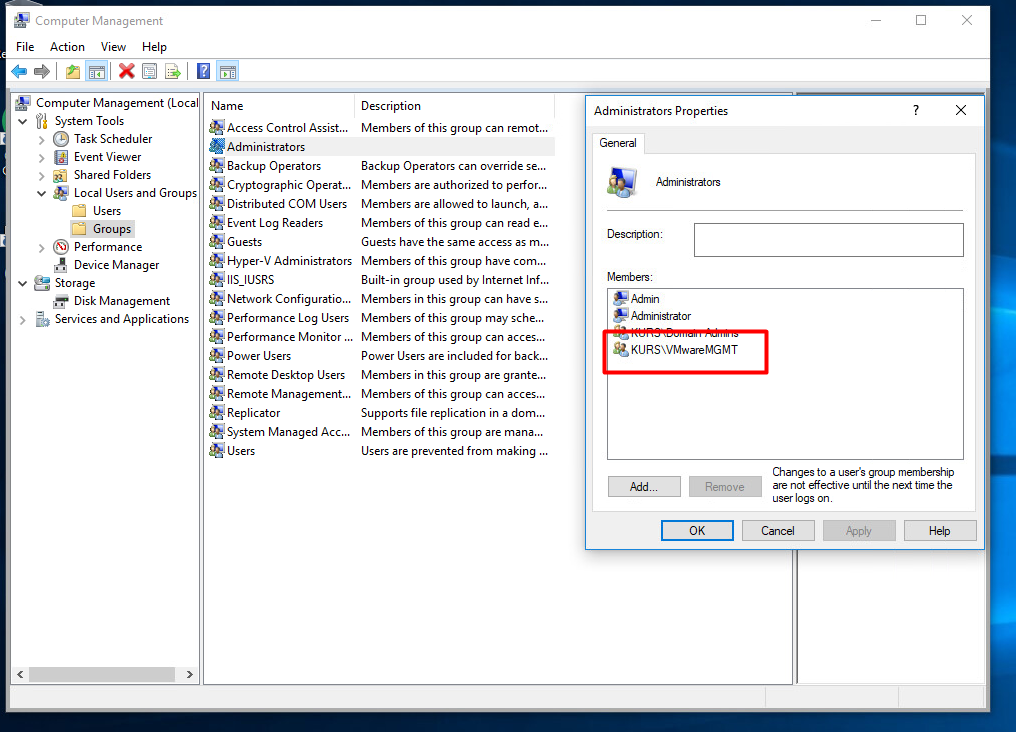 Computer Management
File Action View Help
Computer Management (Local
System Tools
Task Scheduler
Event Viewer
Shared Folders
Local Users and Groups
Users
Groups
Performance
Device Manager
Storage
Disk Management
Services and Applications
Name Description
Access Control Assist... Members of this group can remot...
Administrators
Backup Operators Backup Operators can override se...
Cryptographic Operat... Members are authorized to perfor...
Distributed COM Users Members are allowed to launch, a...
Event Log Readers Members of this group can read e...
Guests Guests have the same access as m...
Hyper-V Administrators Members of this group have com...
IIS_IUSRS Built-in group used by Internet Inf...
Network Configuratio... Members in this group can have s...
Performance Log Users Members of this group may sche...
Performance Monitor ... Members of this group can acces...
Power Users Power Users are included for back...
Remote Desktop Users Members in this group are grante...
Remote Management... Members of this group can acces...
Replicator Supports file replication in a dom...
System Managed Acc... Members of this group are mana...
Users Users are prevented from making ...
Administrators Properties
General
Administrators
Description:
Members:
Admin
Administrator
KURS\Domain Admins
KURS\VMwareMGMT
Add... Remove
Changes to a user's group membership
are not effective until the next time the
user logs on.
OK Cancel Apply Help